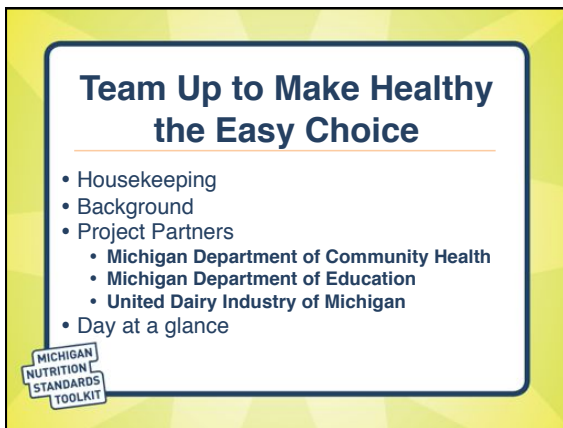 Team Up to Make Healthy
the Easy Choice
• Housekeeping
• Background
• Project Partners
• Michigan Department of Community Health
• Michigan Department of Education
• United Dairy Industry of Michigan
• Day at a glance
MICHIGAN
NUTRITION
STANDARDS
TOOLKIT